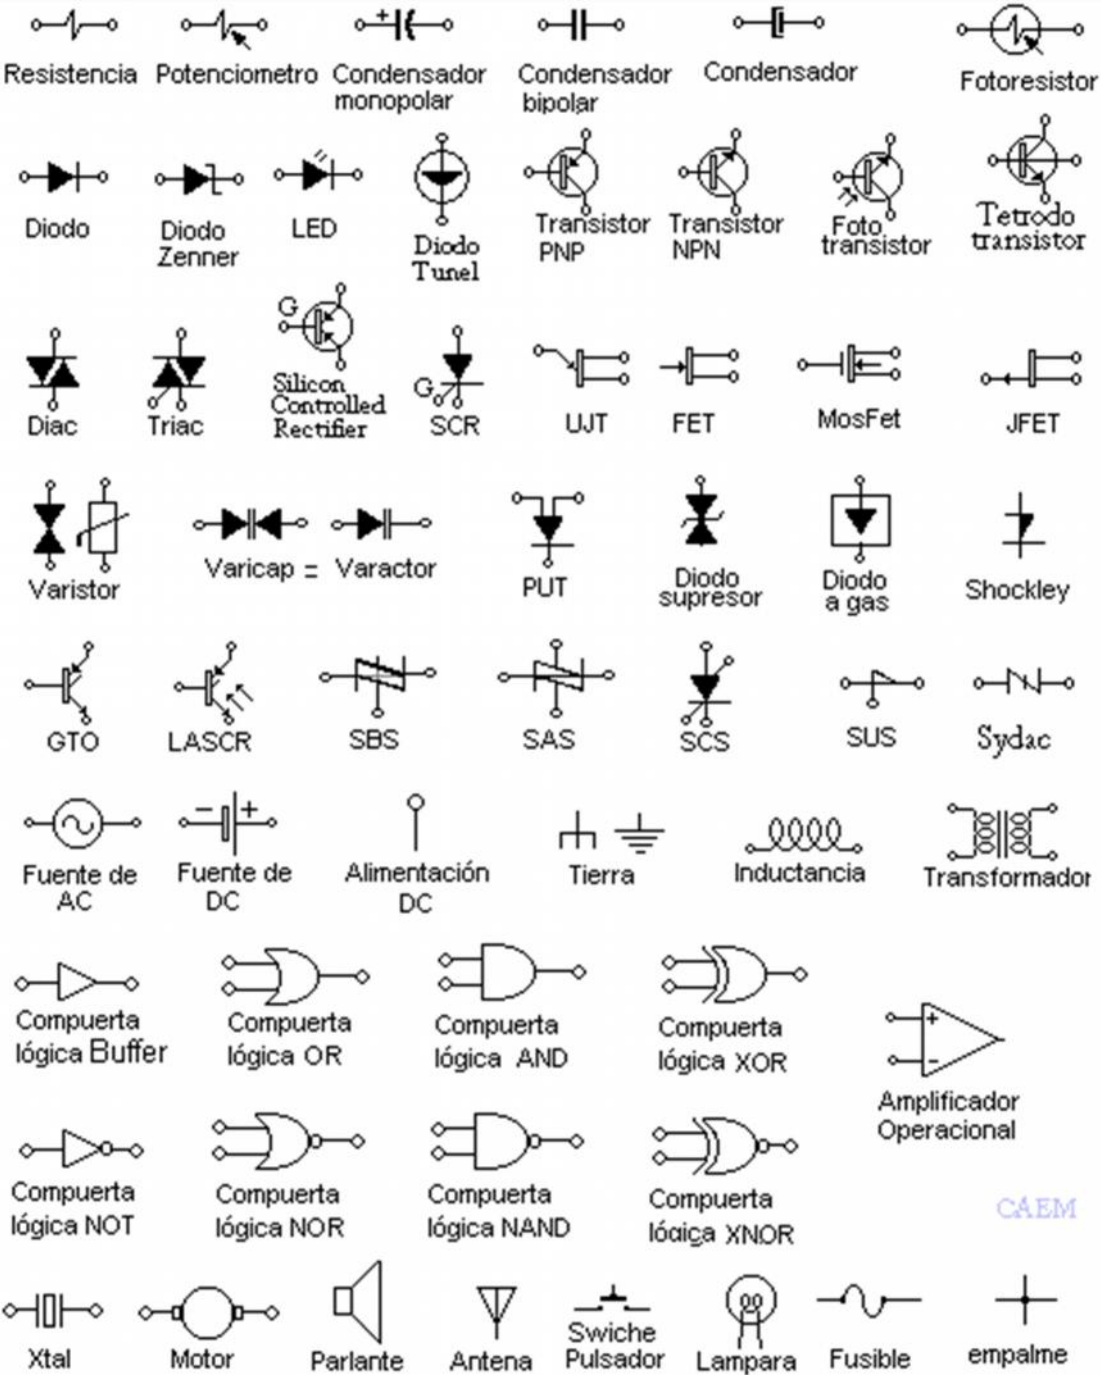 +
Resistencia Potenciometro Condensador monopolar Condensador bipolar Condensador Fotoresistor
Diodo Diodo Zenner LED Diodo Tunel Transistor PNP Transistor NPN Foto transistor Tetrodo transistor
G
Diac Triac Silicon Controlled Rectifier G SCR UJT FET MosFet JFET
Varistor Varicap = Varactor PUT Diodo supresor Diodo a gas Shockley
GTO LASCR SBS SAS SCS SUS Sydac
− +
Fuente de AC Fuente de DC Alimentación DC Tierra Inductancia Transformador
Compuerta lógica Buffer Compuerta lógica OR Compuerta lógica AND Compuerta lógica XOR
+
−
Amplificador
Operacional
Compuerta lógica NOT Compuerta lógica NOR Compuerta lógica NAND Compuerta lógica XNOR
CAEM
Xtal Motor Parlante Antena Swiche Pulsador Lampara Fusible empalme